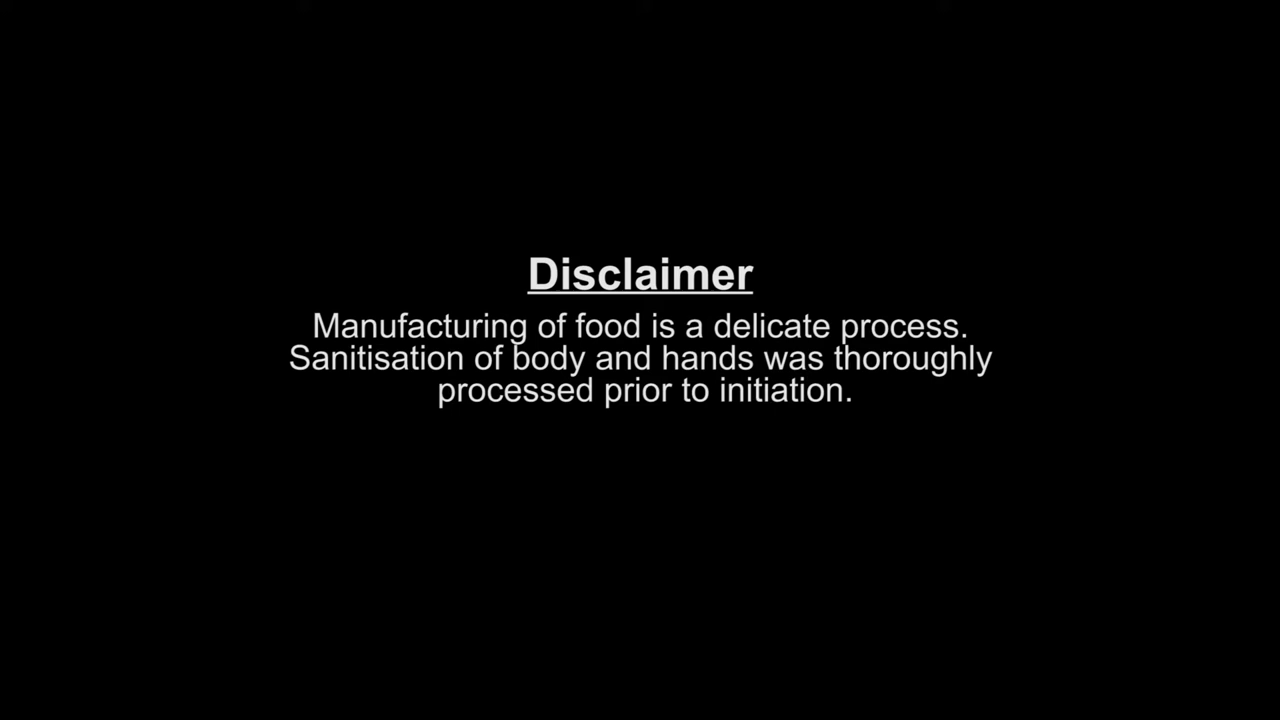 Disclaimer
Manufacturing of food is a delicate process.
Sanitisation of body and hands was thoroughly
processed prior to initiation.